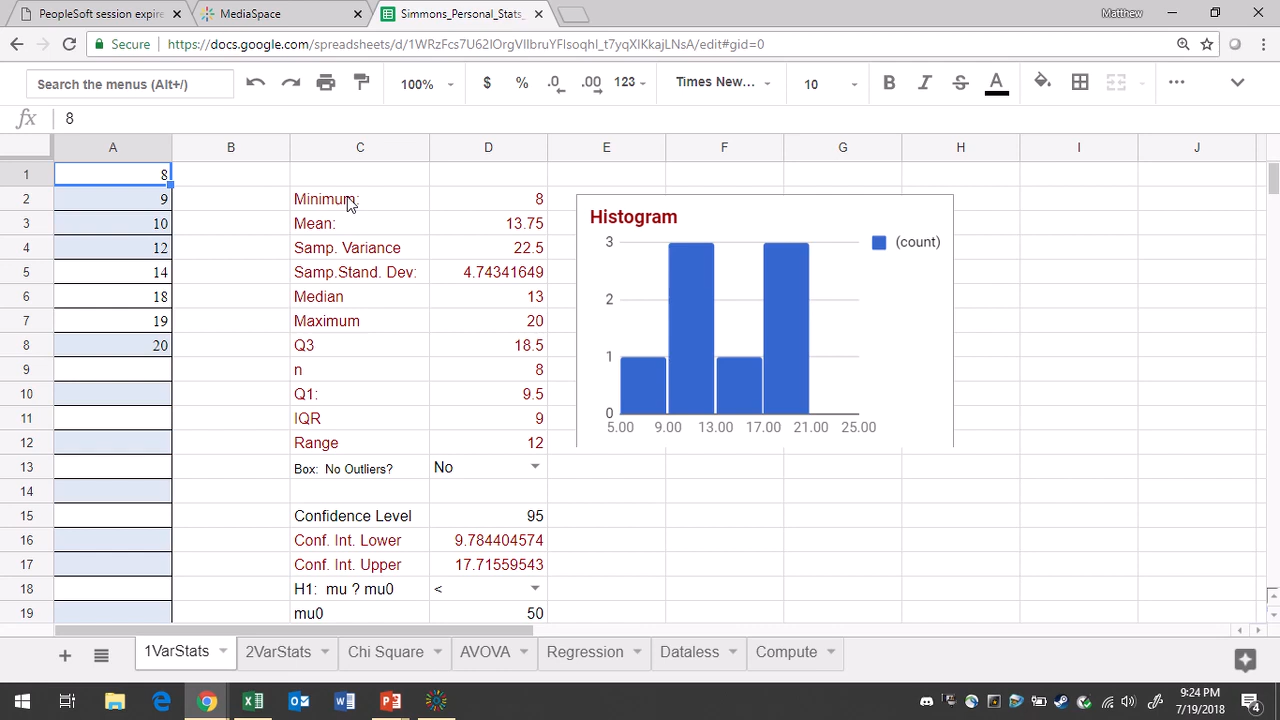 PeopleSoft session expire
MediaSpace
Simmons_Personal_Stats_
Matthew
Secure
https://docs.google.com/spreadsheets/d/1WRzFcs7U62IOrgVIIbruYFIsoqhI_t7yqXIKkajLNsA/edit#gid=0
Search the menus (Alt+/)
100%
$
%
.0
.00
123
Times New...
10
B
I
S
A
fx
8
A B C D E F G H I J
1 8
2 9 Minimum: 8
3 10 Mean: 13.75
4 12 Samp. Variance 22.5
5 14 Samp.Stand. Dev: 4.74341649
6 18 Median 13
7 19 Maximum 20
8 20 Q3 18.5
9 n 8
10 Q1: 9.5
11 IQR 9
12 Range 12
13 Box: No Outliers? No
14
15 Confidence Level 95
16 Conf. Int. Lower 9.784404574
17 Conf. Int. Upper 17.71559543
18 H1: mu ? mu0 <
19 mu0 50
Histogram
(count)
3
2
1
0
5.00 9.00 13.00 17.00 21.00 25.00
1VarStats
2VarStats
Chi Square
AVOVA
Regression
Dataless
Compute
9:24 PM
7/19/2018
4